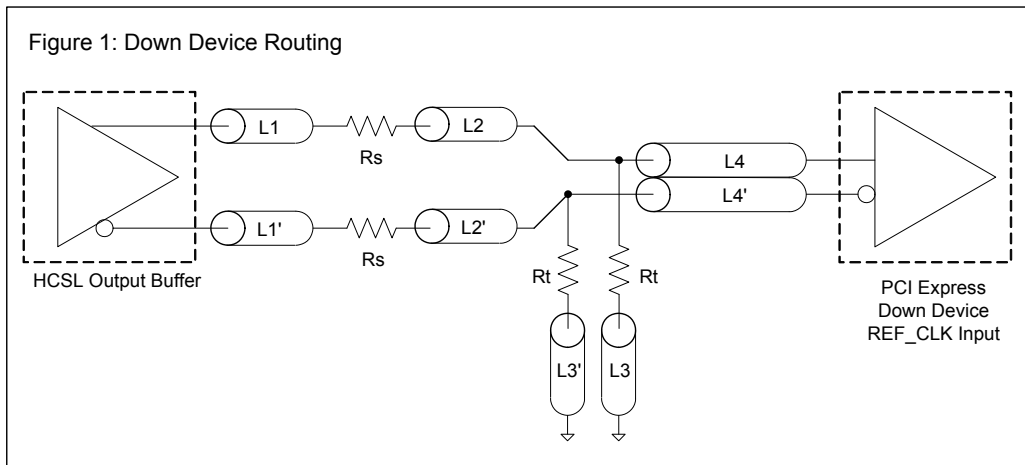 Figure 1: Down Device Routing
L1
Rs
L2
L4
L4'
L1'
Rs
L2'
HCSL Output Buffer
Rt
Rt
L3'
L3
PCI Express
Down Device
REF_CLK Input